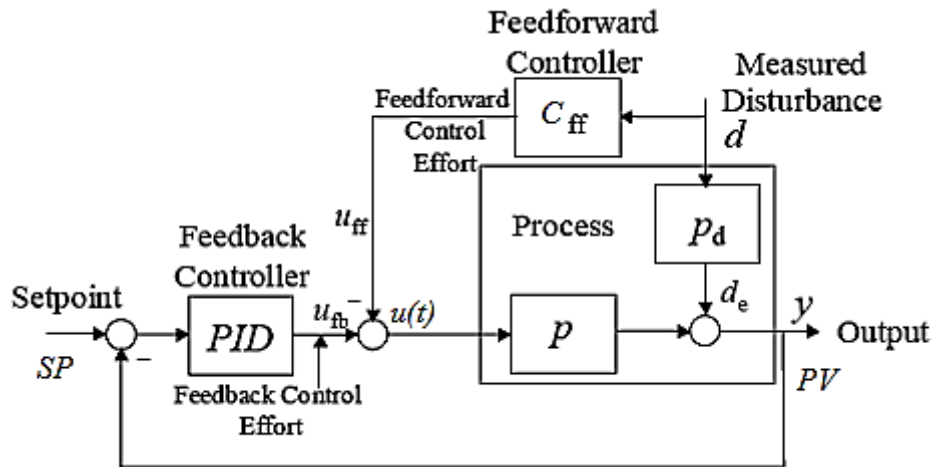 Feedforward
Controller
Measured
Disturbance
Feedforward
Control
Effort
C_ff
d
u_ff
Process
p_d
Feedback
Controller
Setpoint
d_e
y
u_fb
−
u(t)
PID
p
Output
SP
−
PV
Feedback Control
Effort